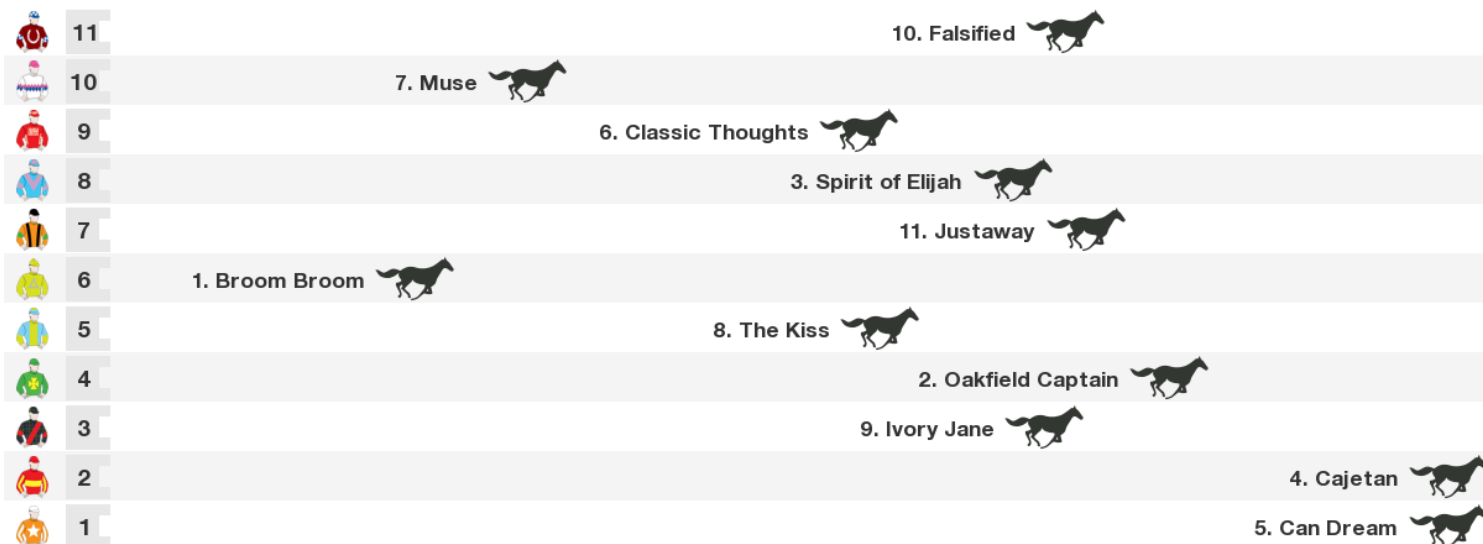 11 10. Falsified
10 7. Muse
9 6. Classic Thoughts
8 3. Spirit of Elijah
7 11. Justaway
6 1. Broom Broom
5 8. The Kiss
4 2. Oakfield Captain
3 9. Ivory Jane
2 4. Cajetan
1 5. Can Dream